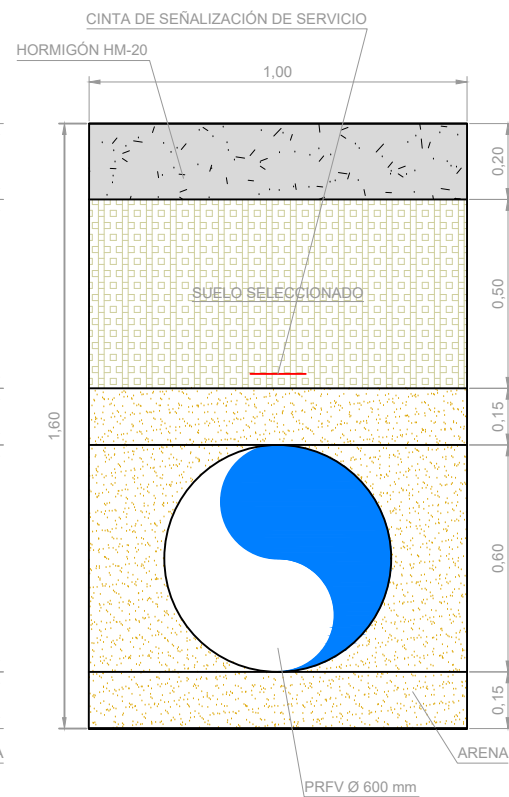 CINTA DE SEÑALIZACIÓN DE SERVICIO
HORMIGÓN HM-20
1,00
0,20
SUELO SELECCIONADO
0,50
0,15
1,60
0,60
0,15
A
ARENA
PRFV Ø 600 mm